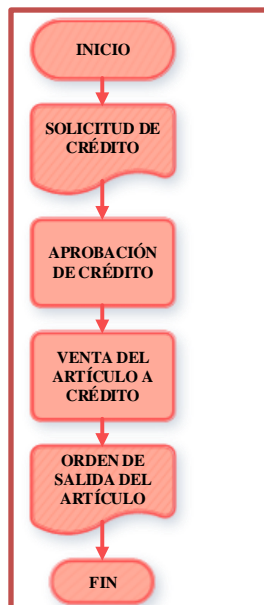 INICIO
SOLICITUD DE
CRÉDITO
APROBACIÓN
DE CRÉDITO
VENTA DEL
ARTÍCULO A
CRÉDITO
ORDEN DE
SALIDA DEL
ARTÍCULO
FIN